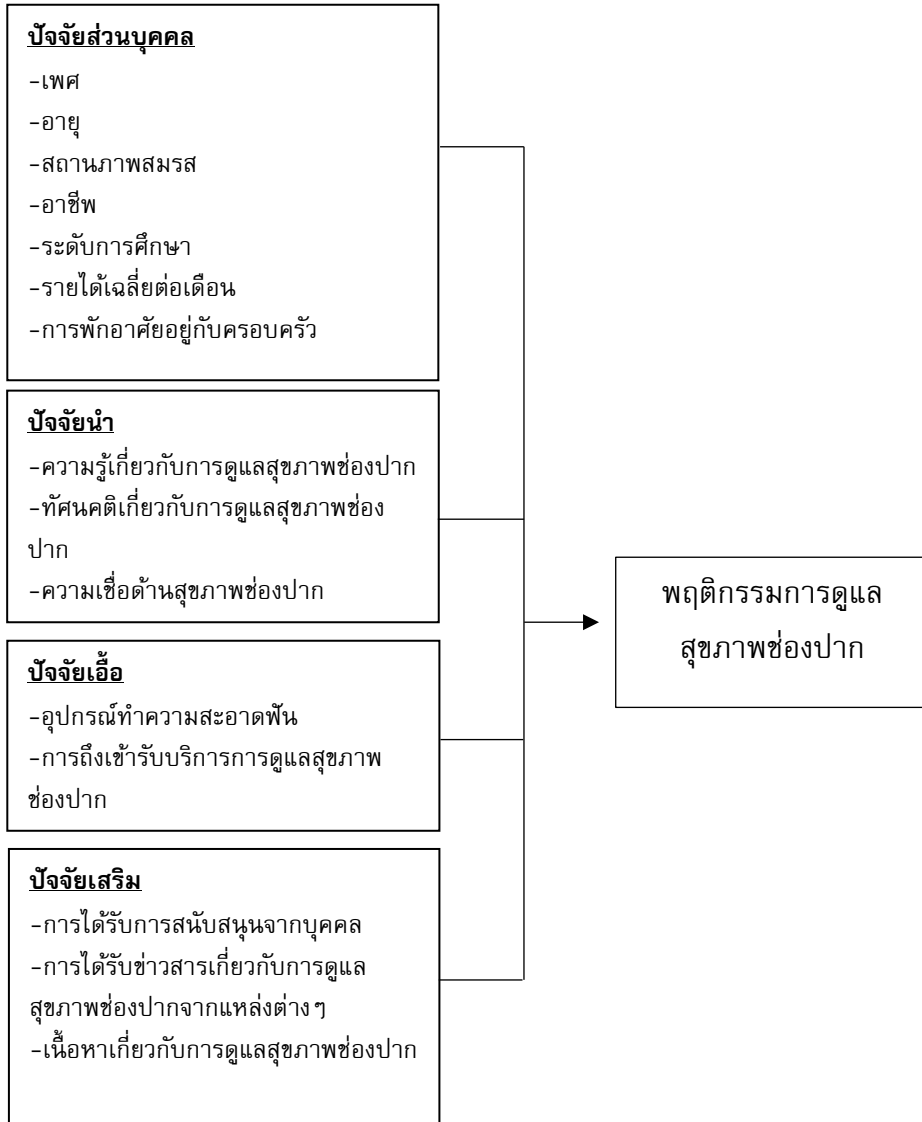 ปัจจัยส่วนบุคคล
-เพศ
-อายุ
-สถานภาพสมรส
-อาชีพ
-ระดับการศึกษา
-รายได้เฉลี่ยต่อเดือน
-การพักอาศัยอยู่กับครอบครัว
ปัจจัยนำ
-ความรู้เกี่ยวกับการดูแลสุขภาพช่องปาก
-ทัศนคติเกี่ยวกับการดูแลสุขภาพช่อง
ปาก
-ความเชื่อด้านสุขภาพช่องปาก
ปัจจัยเอื้อ
-อุปกรณ์ทำความสะอาดฟัน
-การถึงเข้ารับบริการการดูแลสุขภาพ
ช่องปาก
ปัจจัยเสริม
-การได้รับการสนับสนุนจากบุคคล
-การได้รับข่าวสารเกี่ยวกับการดูแล
สุขภาพช่องปากจากแหล่งต่างๆ
-เนื้อหาเกี่ยวกับการดูแลสุขภาพช่องปาก
พฤติกรรมการดูแล
สุขภาพช่องปาก